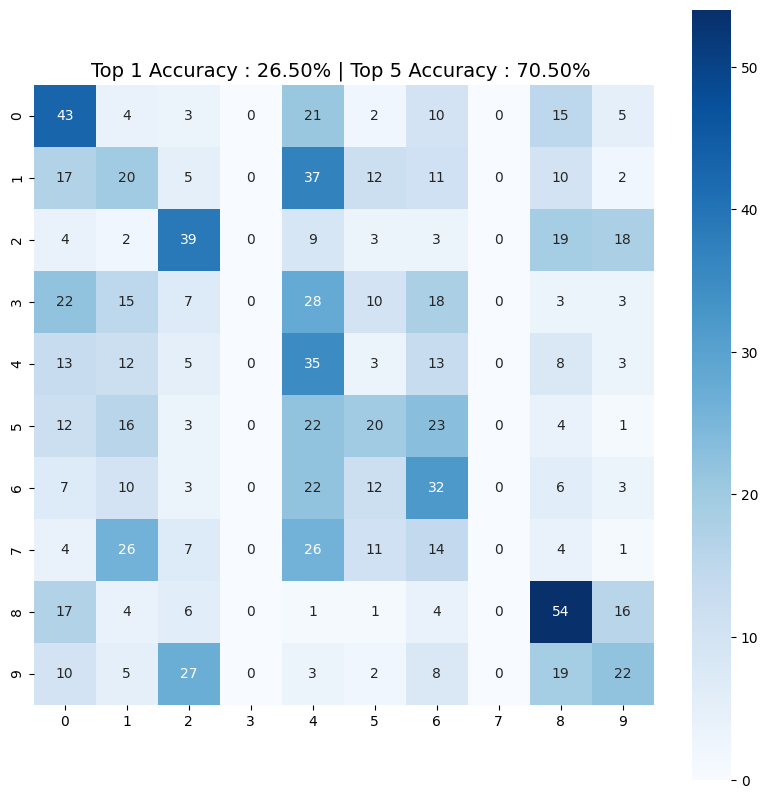 Top 1 Accuracy : 26.50% | Top 5 Accuracy : 70.50%
0 43 4 3 0 21 2 10 0 15 5
1 17 20 5 0 37 12 11 0 10 2
2 4 2 39 0 9 3 3 0 19 18
3 22 15 7 0 28 10 18 0 3 3
4 13 12 5 0 35 3 13 0 8 3
5 12 16 3 0 22 20 23 0 4 1
6 7 10 3 0 22 12 32 0 6 3
7 4 26 7 0 26 11 14 0 4 1
8 17 4 6 0 1 1 4 0 54 16
9 10 5 27 0 3 2 8 0 19 22
0 1 2 3 4 5 6 7 8 9
50
40
30
20
10
0